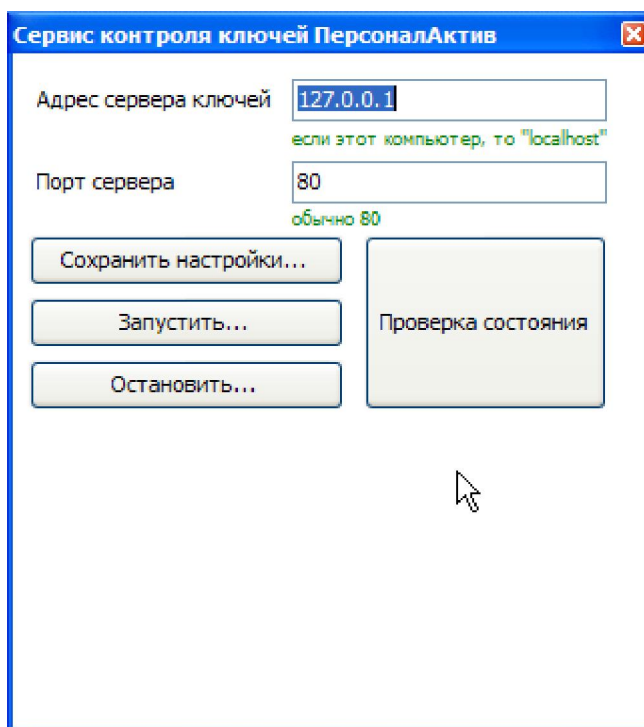 Сервис контроля ключей ПерсоналАктив
Адрес сервера ключей 127.0.0.1
если этот компьютер, то "localhost"
Порт сервера 80
обычно 80
Сохранить настройки...
Запустить... Проверка состояния
Остановить...